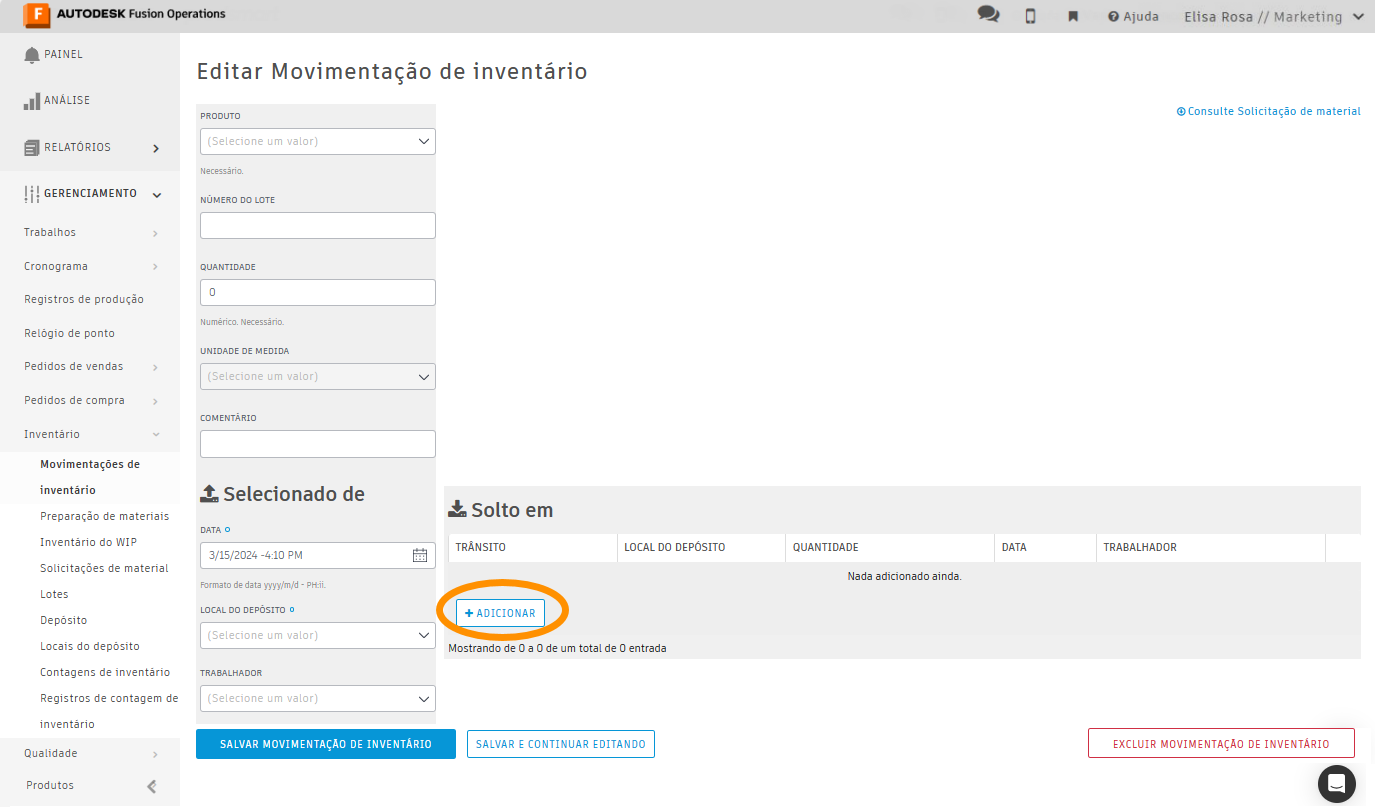 F AUTODESK Fusion Operations
Ajuda
Elisa Rosa // Marketing
PAINEL
ANÁLISE
RELATÓRIOS
GERENCIAMENTO
Trabalhos
Cronograma
Registros de produção
Relógio de ponto
Pedidos de vendas
Pedidos de compra
Inventário
Movimentações de
inventário
Preparação de materiais
Inventário do WIP
Solicitações de material
Lotes
Depósito
Locais do depósito
Contagens de inventário
Registros de contagem de
inventário
Qualidade
Produtos
Editar Movimentação de inventário
Consulte Solicitação de material
PRODUTO
(Selecione um valor)
Necessário.
NÚMERO DO LOTE
QUANTIDADE
0
Numérico. Necessário.
UNIDADE DE MEDIDA
(Selecione um valor)
COMENTÁRIO
Selecionado de
DATA
3/15/2024 -4:10 PM
Formato de data yyyy/m/d - PH:ii.
LOCAL DO DEPÓSITO
(Selecione um valor)
TRABALHADOR
(Selecione um valor)
Solto em
TRÂNSITO LOCAL DO DEPÓSITO QUANTIDADE DATA TRABALHADOR
Nada adicionado ainda.
+ ADICIONAR
Mostrando de 0 a 0 de um total de 0 entrada
SALVAR MOVIMENTAÇÃO DE INVENTÁRIO
SALVAR E CONTINUAR EDITANDO
EXCLUIR MOVIMENTAÇÃO DE INVENTÁRIO